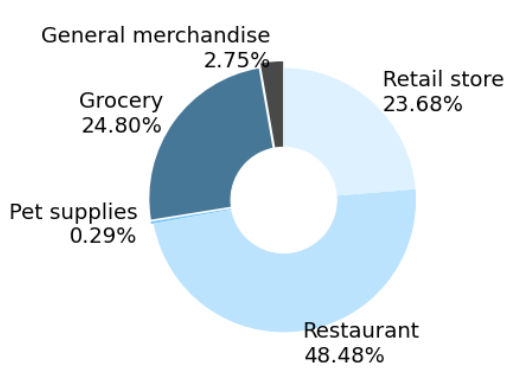 General merchandise
2.75%
Retail store
23.68%
Grocery
24.80%
Pet supplies
0.29%
Restaurant
48.48%